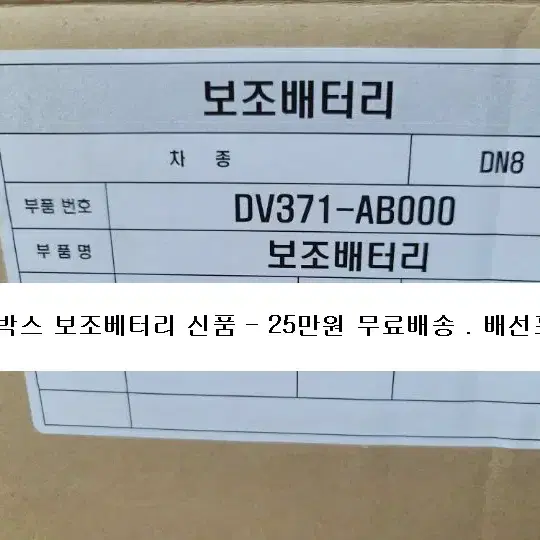 보조배터리
차 종 DN8
부품 번호 DV371-AB000
부 품 명 보조배터리
박스 보조베터리 신품 - 25만원 무료배송 . 배선